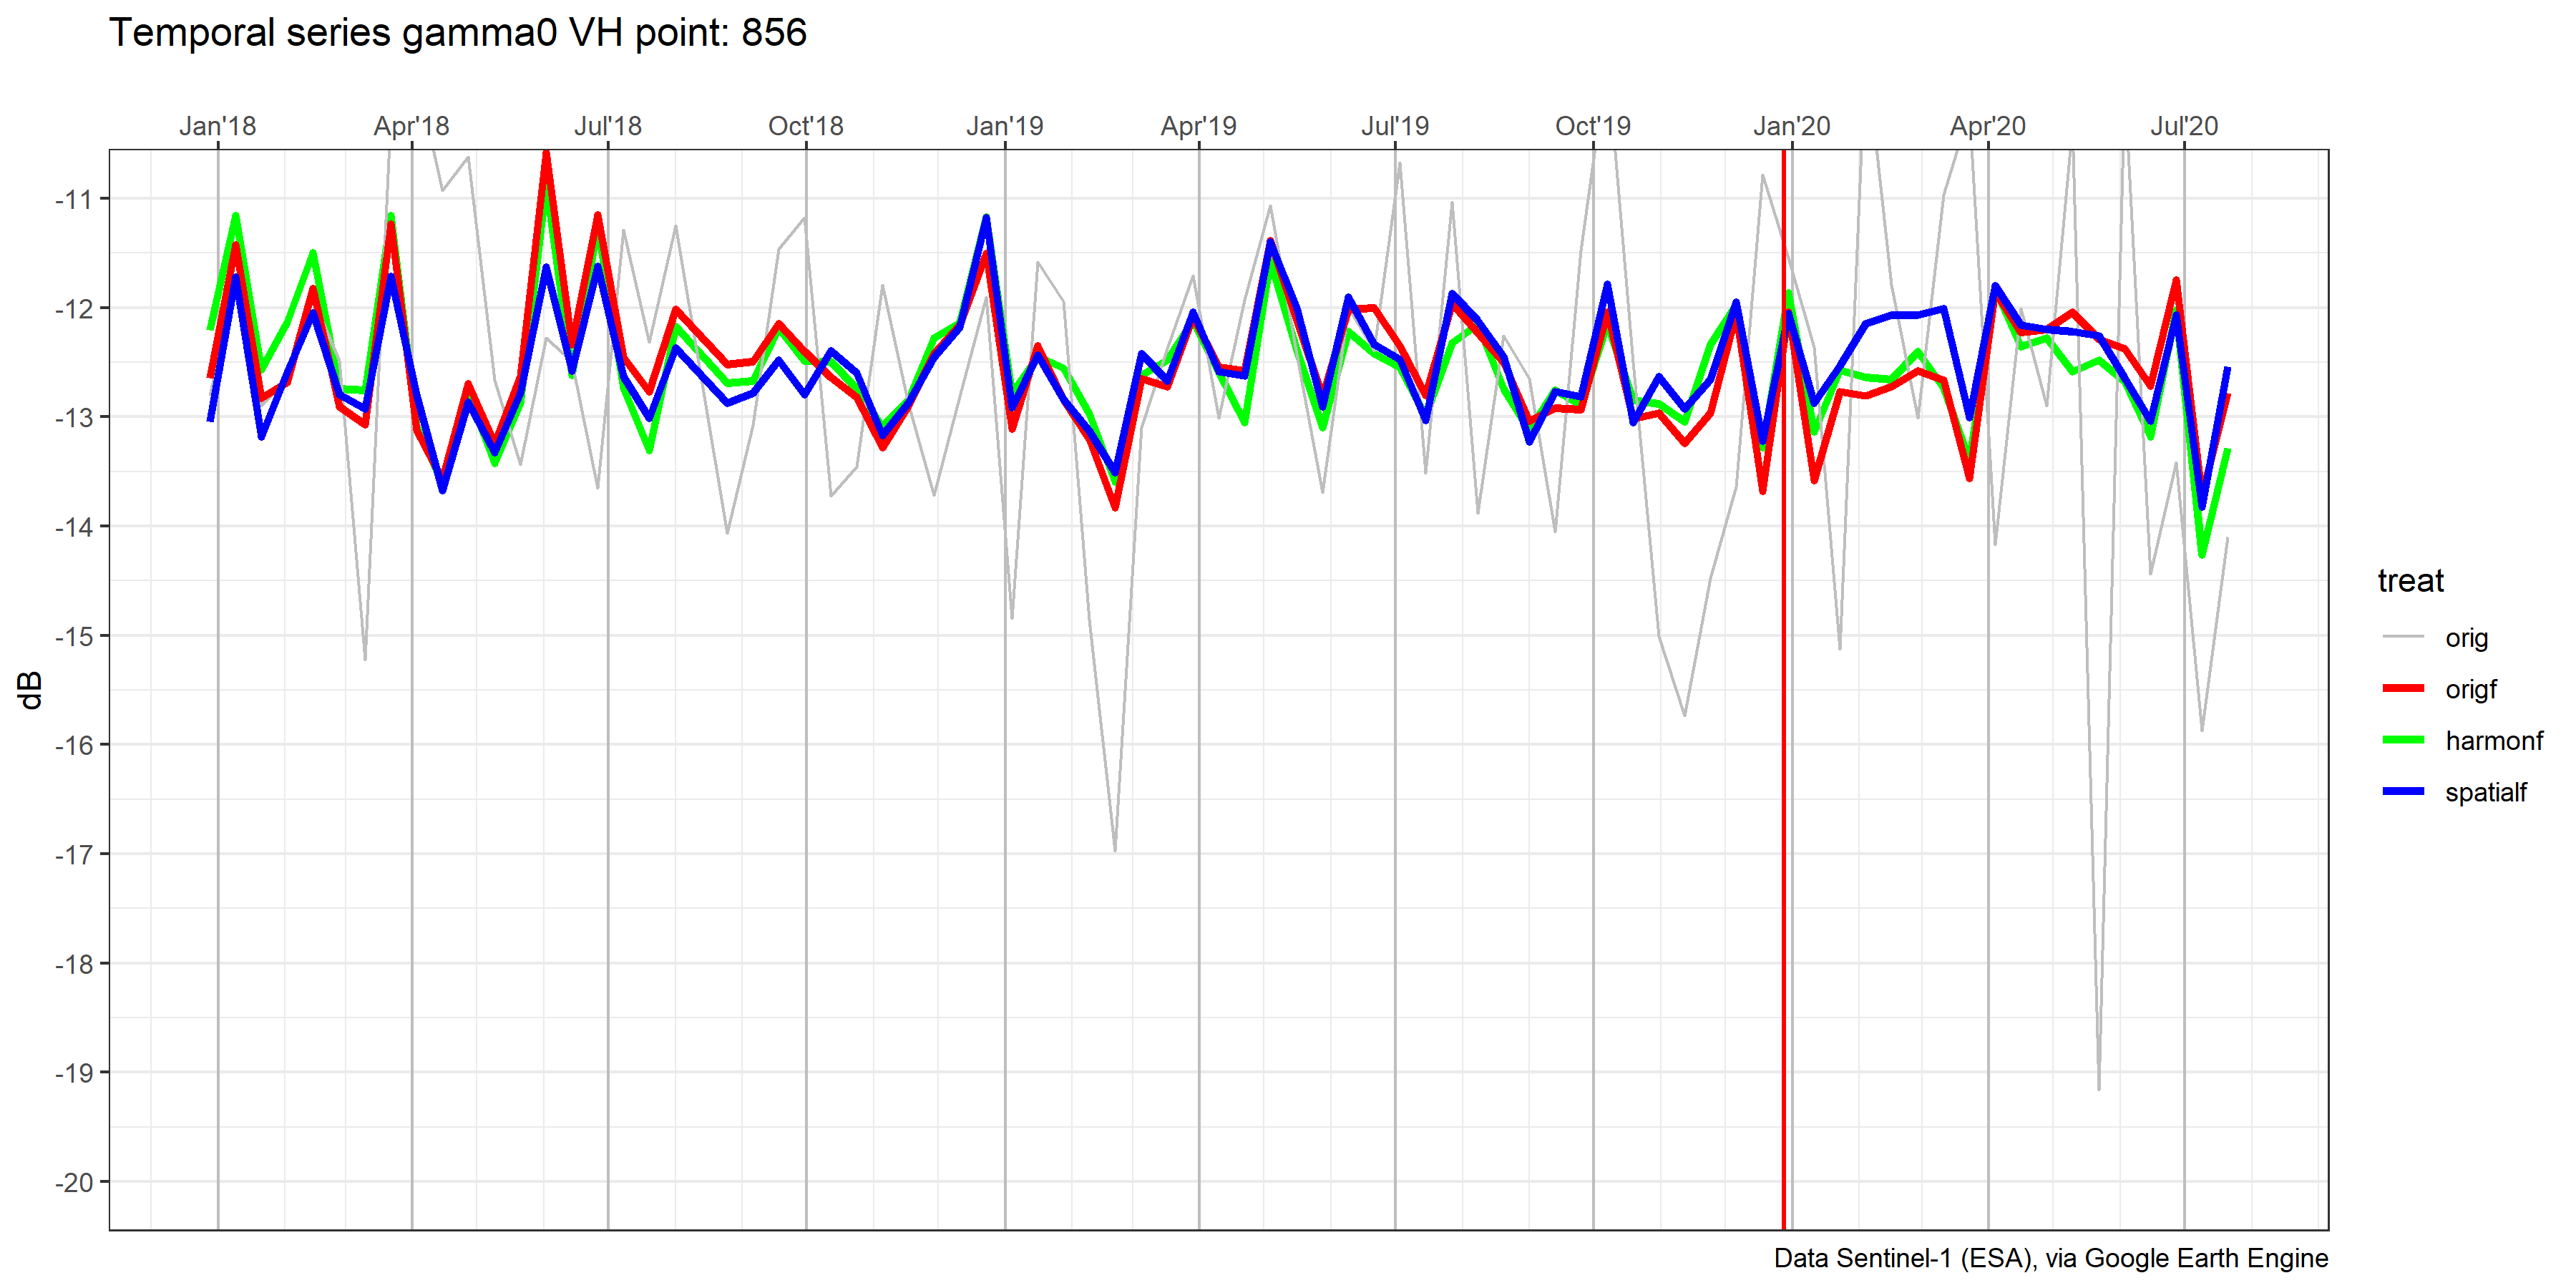 Temporal series gamma0 VH point: 856
Jan'18 Apr'18 Jul'18 Oct'18 Jan'19 Apr'19 Jul'19 Oct'19 Jan'20 Apr'20 Jul'20
-11
-12
-13
-14
-15
-16
-17
-18
-19
-20
dB
treat
orig
origf
harmonf
spatialf
Data Sentinel-1 (ESA), via Google Earth Engine